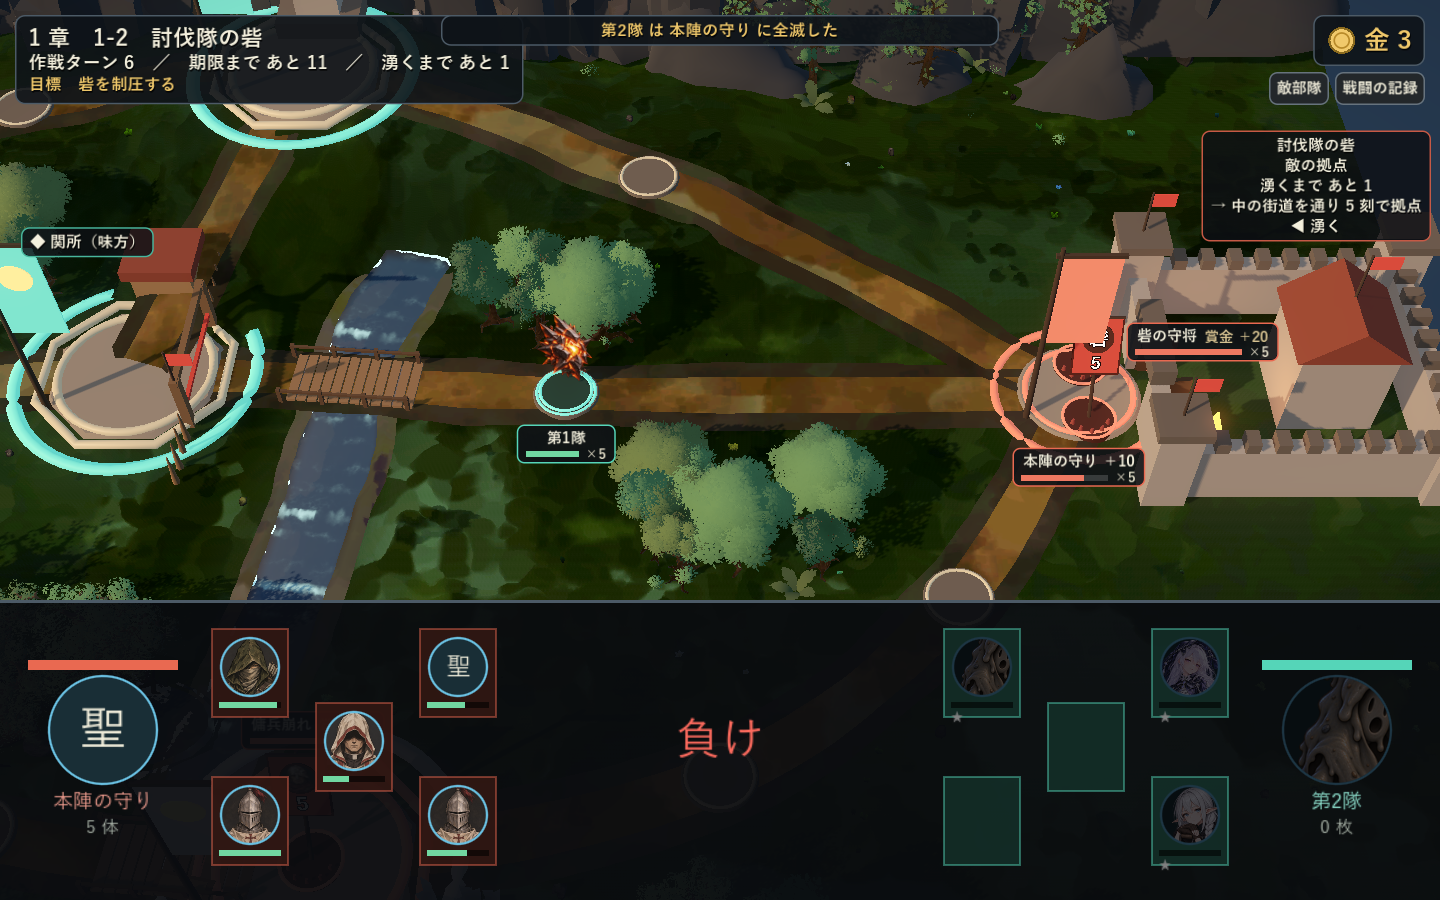 1 章　1-2　討伐隊の砦
作戦ターン 6　／　期限まで あと 11　／　湧くまで あと 1
目標　砦を制圧する
第2隊 は 本陣の守り に全滅した
金 3
敵部隊
戦闘の記録
討伐隊の砦
敵の拠点
湧くまで あと 1
→ 中の街道を通り 5 刻で拠点
◀ 湧く
◆ 関所（味方）
砦の守将 賞金 +20
×5
5
第1隊
×5
本陣の守り +10
×5
聖
本陣の守り
5 体
聖
負け
第2隊
0 枚